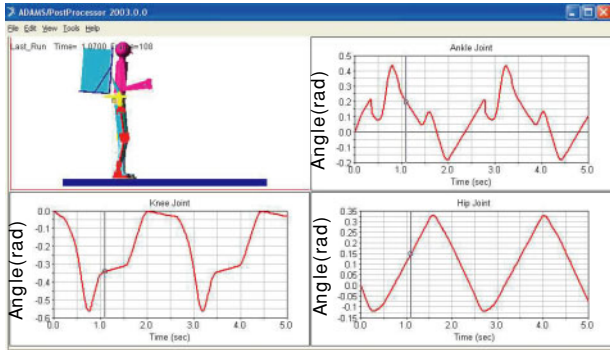 ADAMS/PostProcessor 2003.0.0
File Edit View Tools Help
Last_Run Time= 1.0700 Frame=108
Ankle Joint
Angle(rad)
0.5
0.4
0.3
0.2
0.1
0.0
-0.1
-0.2
0.0 1.0 2.0 3.0 4.0 5.0
Time (sec)
Knee Joint
Angle(rad)
0.0
-0.1
-0.2
-0.3
-0.4
-0.5
-0.6
0.0 1.0 2.0 3.0 4.0 5.0
Time (sec)
Hip Joint
Angle(rad)
0.35
0.3
0.25
0.2
0.15
0.1
0.05
0.0
-0.05
-0.1
-0.15
0.0 1.0 2.0 3.0 4.0 5.0
Time (sec)